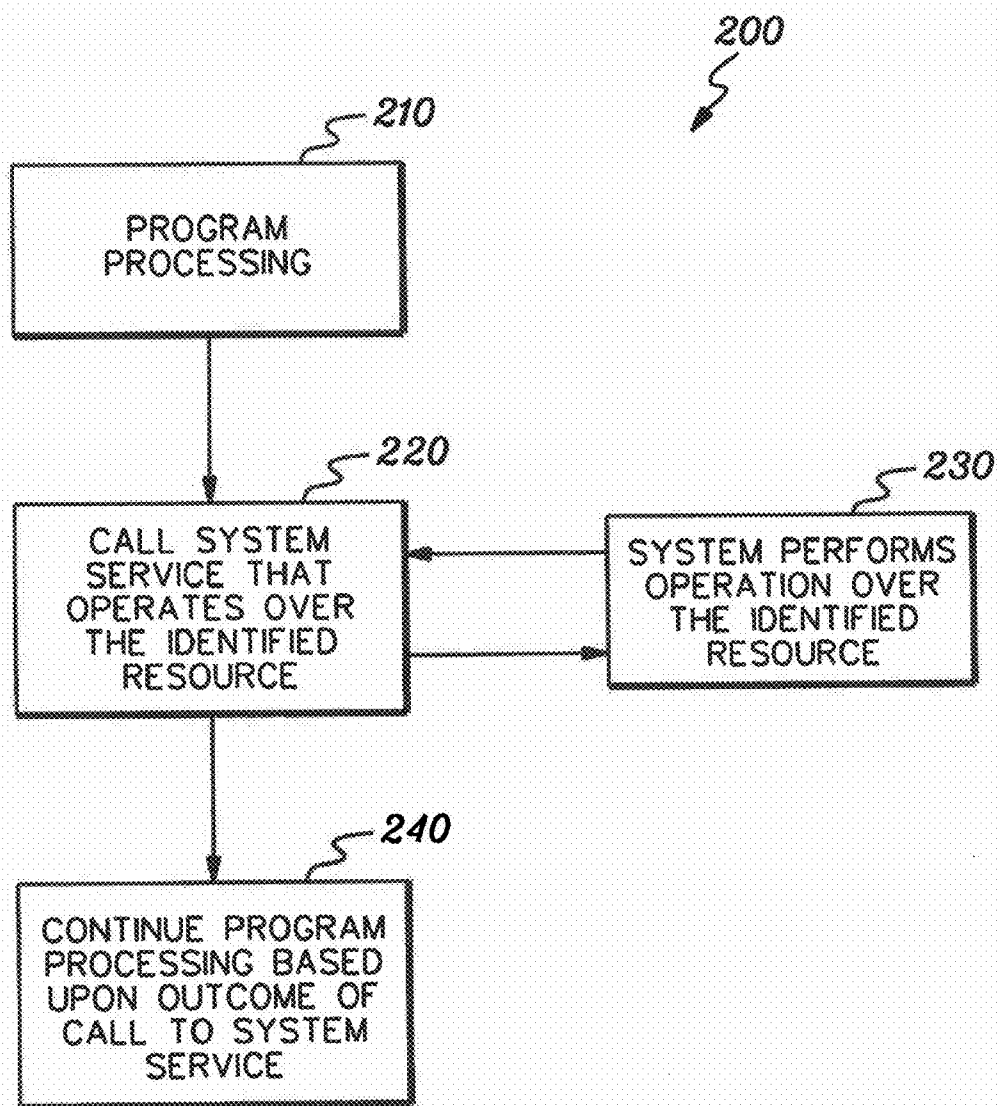 200
210
PROGRAM
PROCESSING
220
CALL SYSTEM
SERVICE THAT
OPERATES OVER
THE IDENTIFIED
RESOURCE
230
SYSTEM PERFORMS
OPERATION OVER
THE IDENTIFIED
RESOURCE
240
CONTINUE PROGRAM
PROCESSING BASED
UPON OUTCOME OF
CALL TO SYSTEM
SERVICE